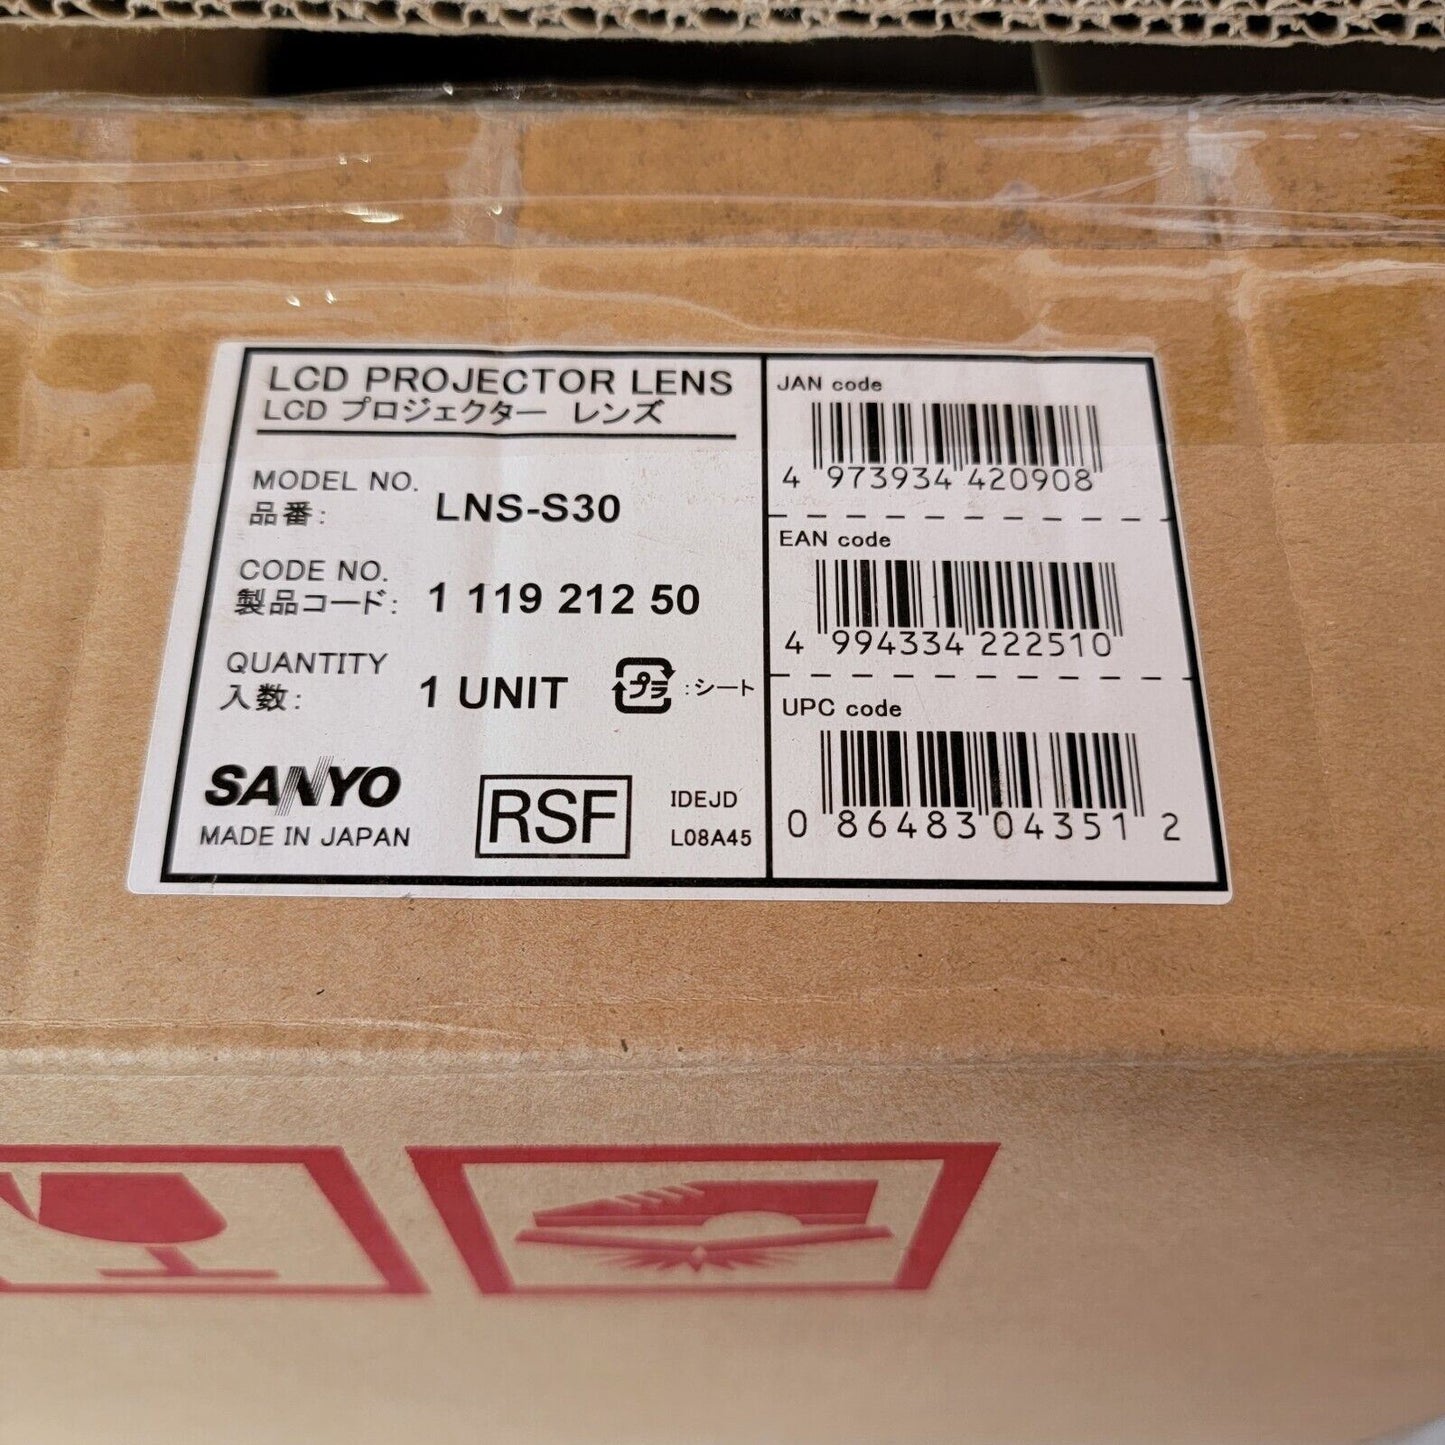 LCD PROJECTOR LENS
LCD プロジェクター レンズ
MODEL NO.
品番:
LNS-S30
CODE NO.
製品コード:
1 119 212 50
QUANTITY
入数:
1 UNIT
プラ
:シート
SANYO
MADE IN JAPAN
RSF
IDEJD
L08A45
JAN code
4 973934 420908
EAN code
4 994334 222510
UPC code
0 86483 04351 2